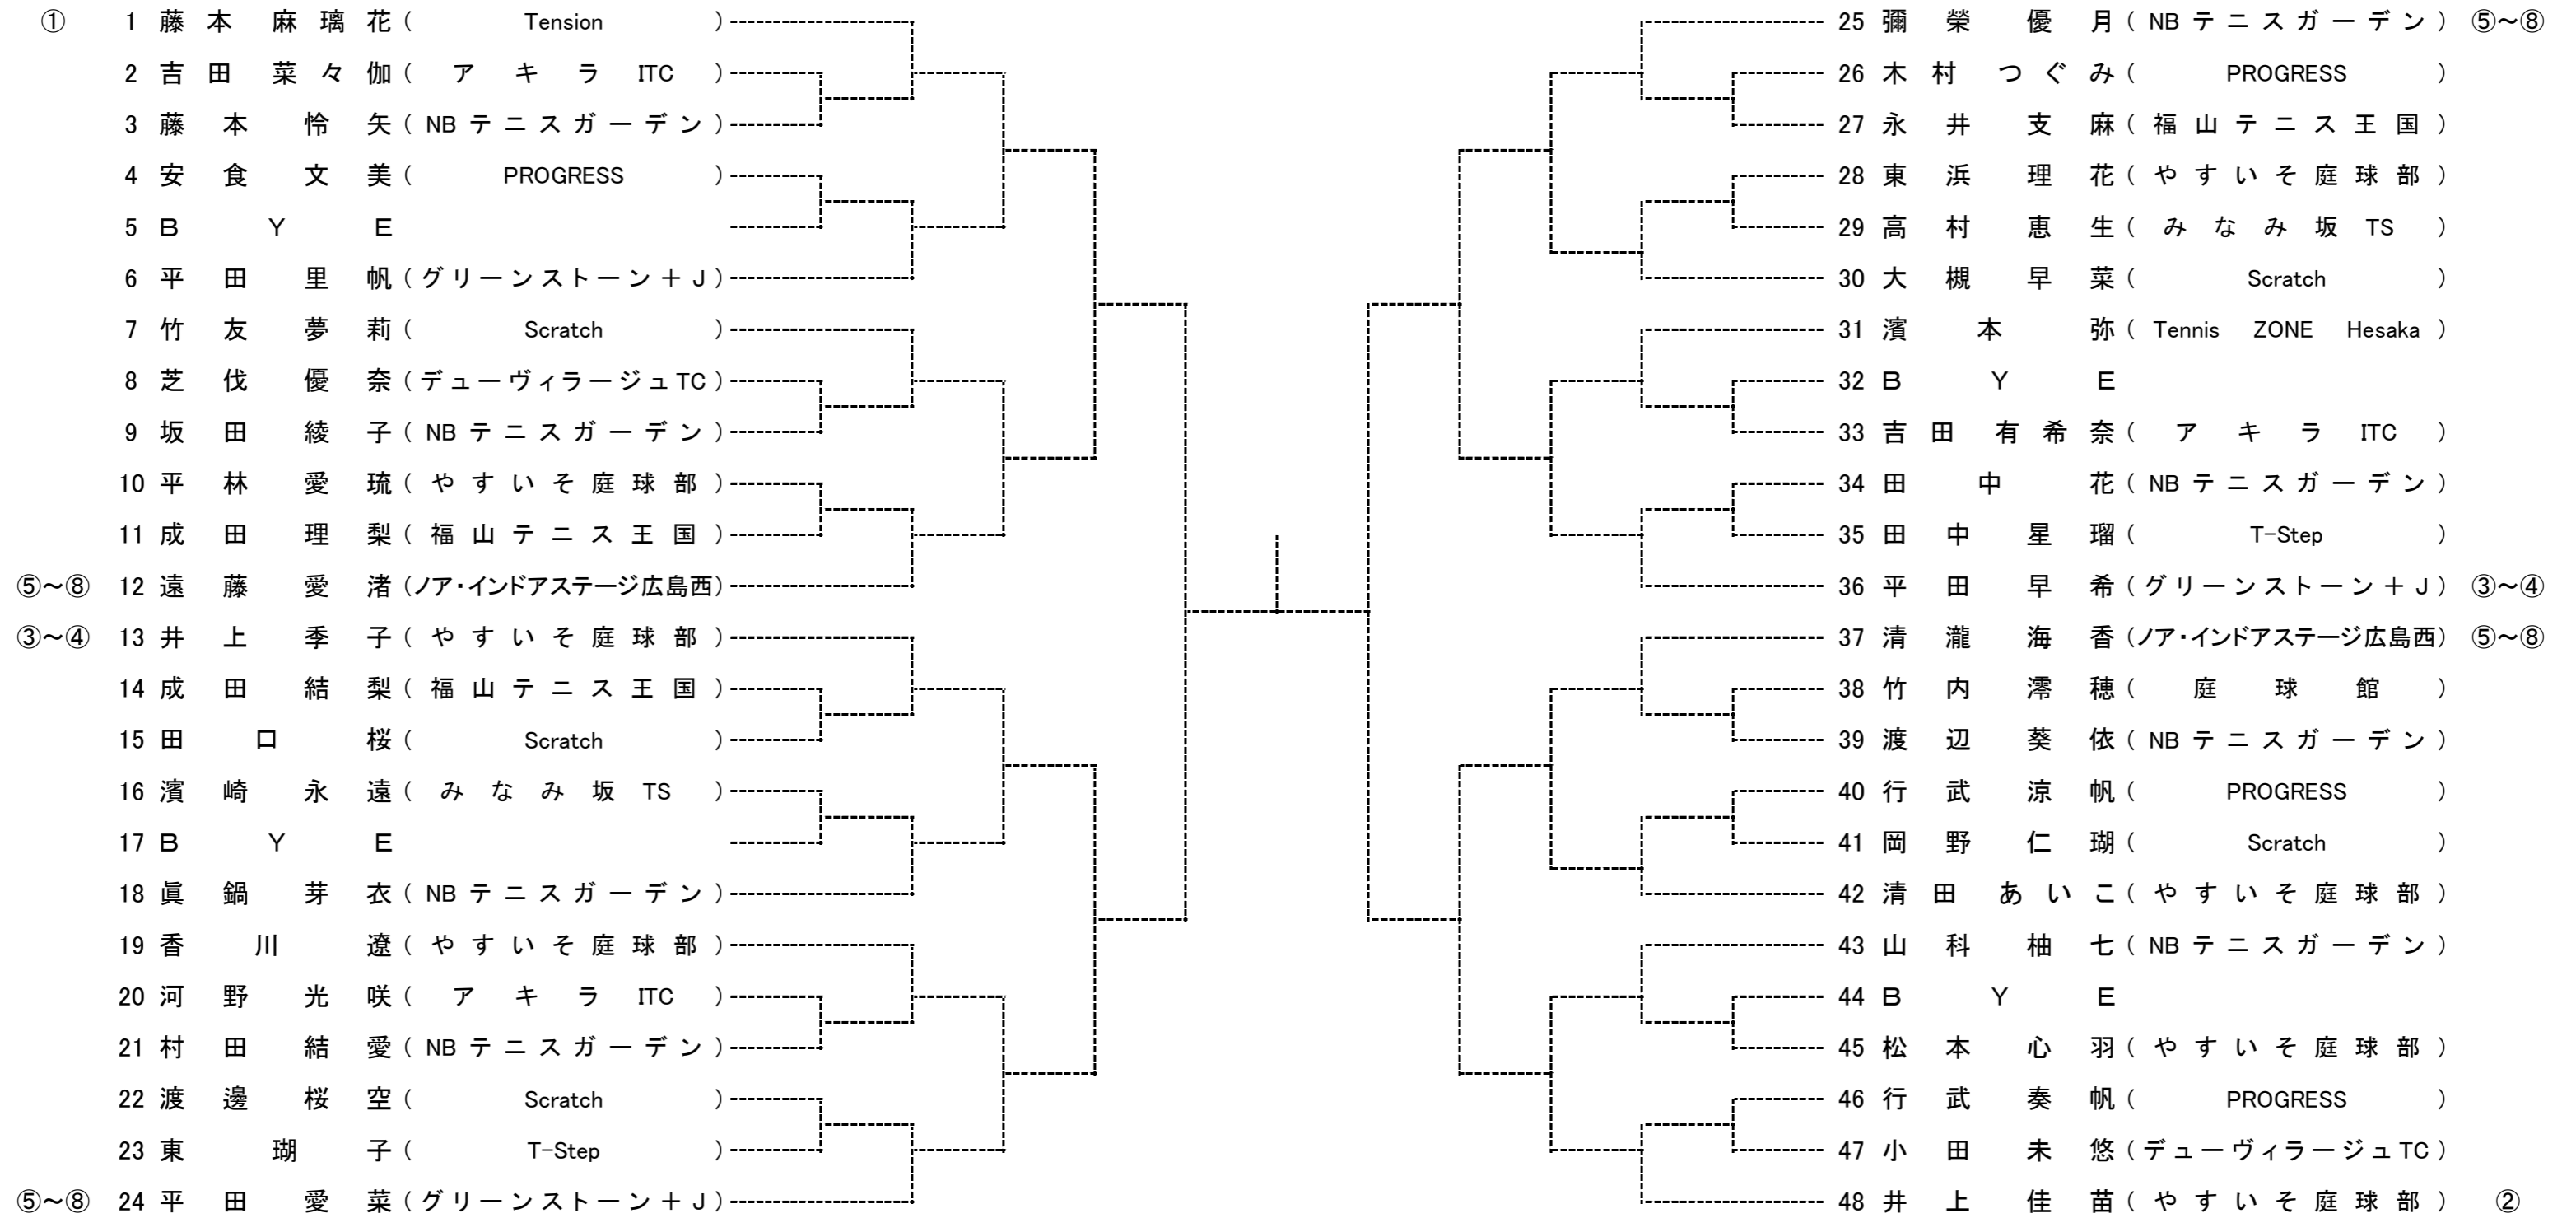 ① 1 藤本 麻璃花 ( Tension )
2 吉田 菜々伽 ( アキラITC )
3 藤本 怜矢 ( NBテニスガーデン )
4 安食 文美 ( PROGRESS )
5 BYE
6 平田 里帆 ( グリーンストーン+J )
7 竹友 夢莉 ( Scratch )
8 芝伐 優奈 ( デューヴィラージュTC )
9 坂田 綾子 ( NBテニスガーデン )
10 平林 愛琉 ( やすいそ庭球部 )
11 成田 理梨 ( 福山テニス王国 )
⑤~⑧ 12 遠藤 愛渚 (ノア・インドアステージ広島西)
③~④ 13 井上 季子 ( やすいそ庭球部 )
14 成田 結梨 ( 福山テニス王国 )
15 田口 桜 ( Scratch )
16 濱崎 永遠 ( みなみ坂TS )
17 BYE
18 眞鍋 芽衣 ( NBテニスガーデン )
19 香川 遼 ( やすいそ庭球部 )
20 河野 光咲 ( アキラITC )
21 村田 結愛 ( NBテニスガーデン )
22 渡邊 桜空 ( Scratch )
23 東 瑚子 ( T-Step )
⑤~⑧ 24 平田 愛菜 ( グリーンストーン+J )
25 彌榮 優月 ( NBテニスガーデン ) ⑤~⑧
26 木村 つぐみ ( PROGRESS )
27 永井 支麻 ( 福山テニス王国 )
28 東浜 理花 ( やすいそ庭球部 )
29 高村 恵生 ( みなみ坂TS )
30 大槻 早菜 ( Scratch )
31 濱本 弥 ( Tennis ZONE Hesaka )
32 BYE
33 吉田 有希奈 ( アキラITC )
34 田中 花 ( NBテニスガーデン )
35 田中 星瑠 ( T-Step )
36 平田 早希 ( グリーンストーン+J ) ③~④
37 清瀧 海香 (ノア・インドアステージ広島西) ⑤~⑧
38 竹内 澪穂 ( 庭球館 )
39 渡辺 葵依 ( NBテニスガーデン )
40 行武 涼帆 ( PROGRESS )
41 岡野 仁瑚 ( Scratch )
42 清田 あいこ ( やすいそ庭球部 )
43 山科 柚七 ( NBテニスガーデン )
44 BYE
45 松本 心羽 ( やすいそ庭球部 )
46 行武 奏帆 ( PROGRESS )
47 小田 未悠 ( デューヴィラージュTC )
48 井上 佳苗 ( やすいそ庭球部 ) ②